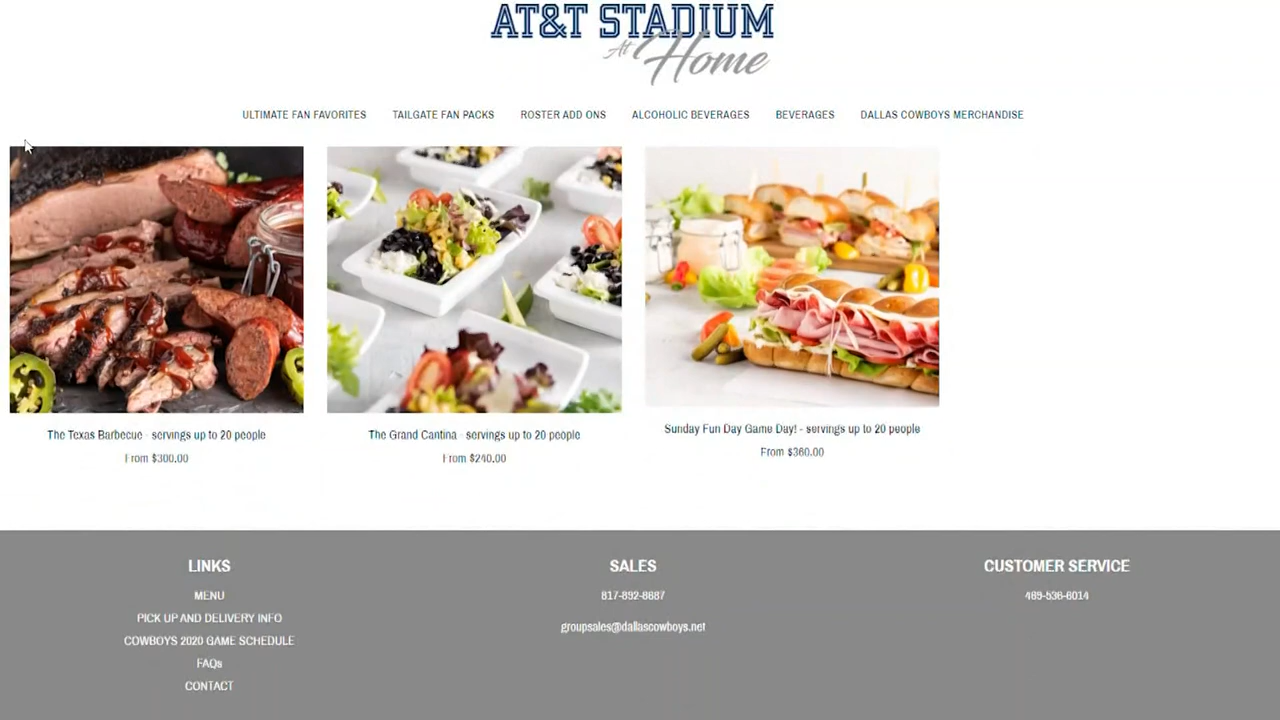 AT&T STADIUM
At Home
ULTIMATE FAN FAVORITES TAILGATE FAN PACKS ROSTER ADD ONS ALCOHOLIC BEVERAGES BEVERAGES DALLAS COWBOYS MERCHANDISE
The Texas Barbecue - servings up to 20 people
From $300.00
The Grand Cantina - servings up to 20 people
From $240.00
Sunday Fun Day Game Day! - servings up to 20 people
From $360.00
LINKS
MENU
PICK UP AND DELIVERY INFO
COWBOYS 2020 GAME SCHEDULE
FAQs
CONTACT
SALES
817-892-8687
groupsales@dallascowboys.net
CUSTOMER SERVICE
469-536-6014